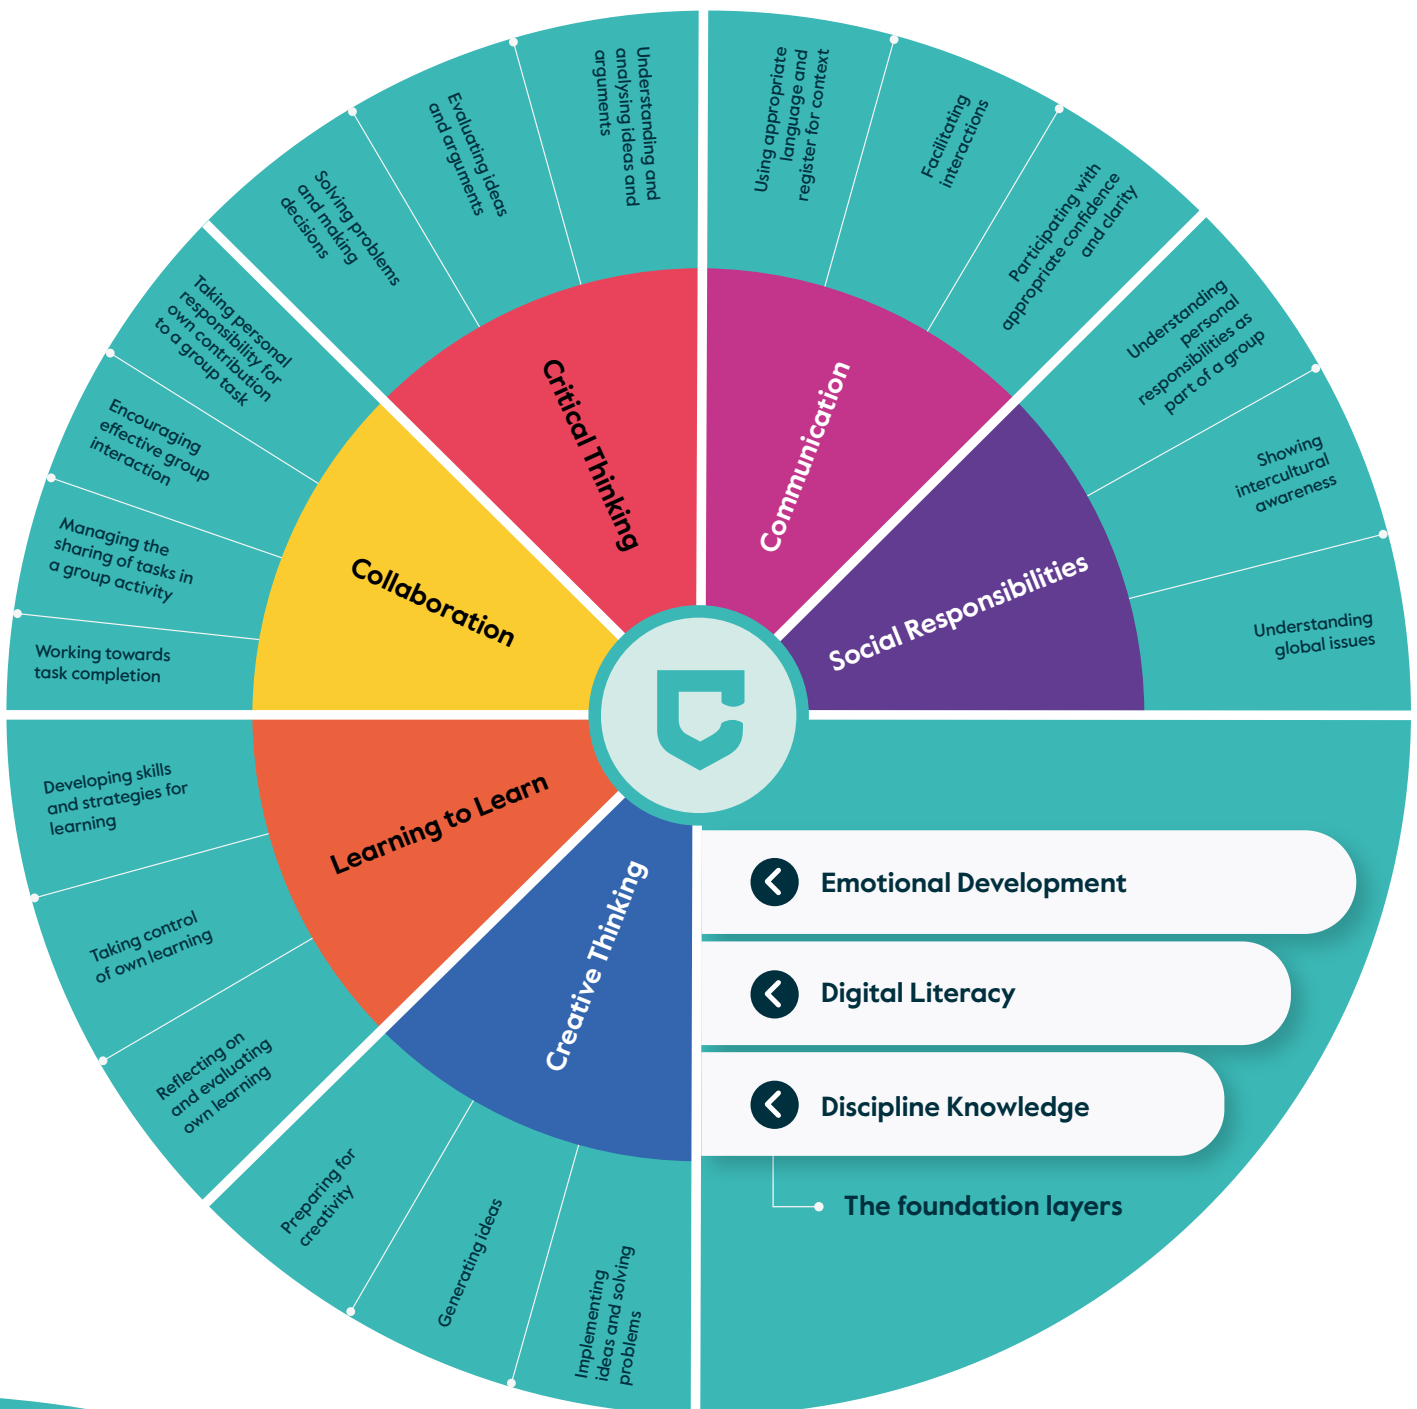 Understanding and
analysing ideas and
arguments
Evaluating ideas
and arguments
Solving problems
and making
decisions
Critical Thinking
Using appropriate
language and
register for context
Facilitating
interactions
Participating with
appropriate confidence
and clarity
Communication
Understanding
personal
responsibilities as
part of a group
Showing
intercultural
awareness
Understanding
global issues
Social Responsibilities
Taking personal
responsibility for
own contribution
to a group task
Encouraging
effective group
interaction
Managing the
sharing of tasks in
a group activity
Working towards
task completion
Collaboration
Developing skills
and strategies for
learning
Taking control
of own learning
Reflecting on
and evaluating
own learning
Learning to Learn
Preparing for
creativity
Generating ideas
Implementing
ideas and solving
problems
Creative Thinking
Emotional Development
Digital Literacy
Discipline Knowledge
The foundation layers